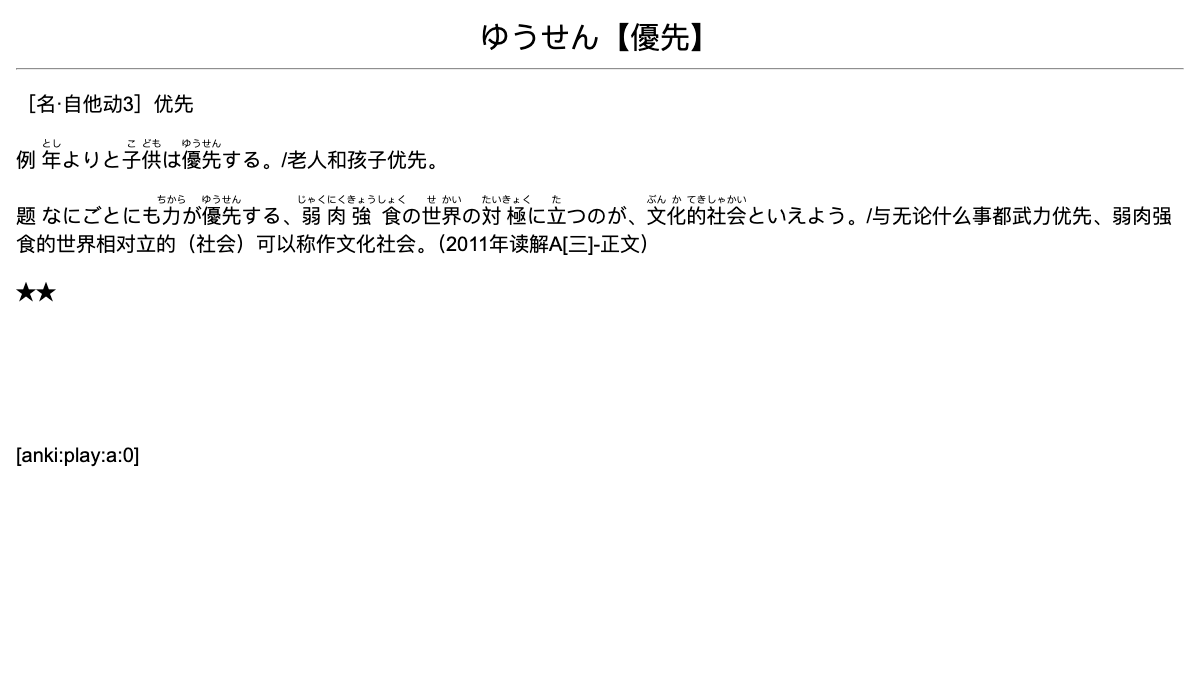 ゆうせん【優先】
［名·自他动3］优先
とし こ ども ゆうせん
例 年よりと子供は優先する。/老人和孩子优先。
ちから ゆうせん じゃくにくきょうしょく せ かい たいきょく た ぶん か てきしゃかい
题 なにごとにも力が優先する、弱肉強食の世界の対極に立つのが、文化的社会といえよう。/与无论什么事都武力优先、弱肉强
食的世界相对立的（社会）可以称作文化社会。（2011年读解A[三]-正文）
★★
[anki:play:a:0]